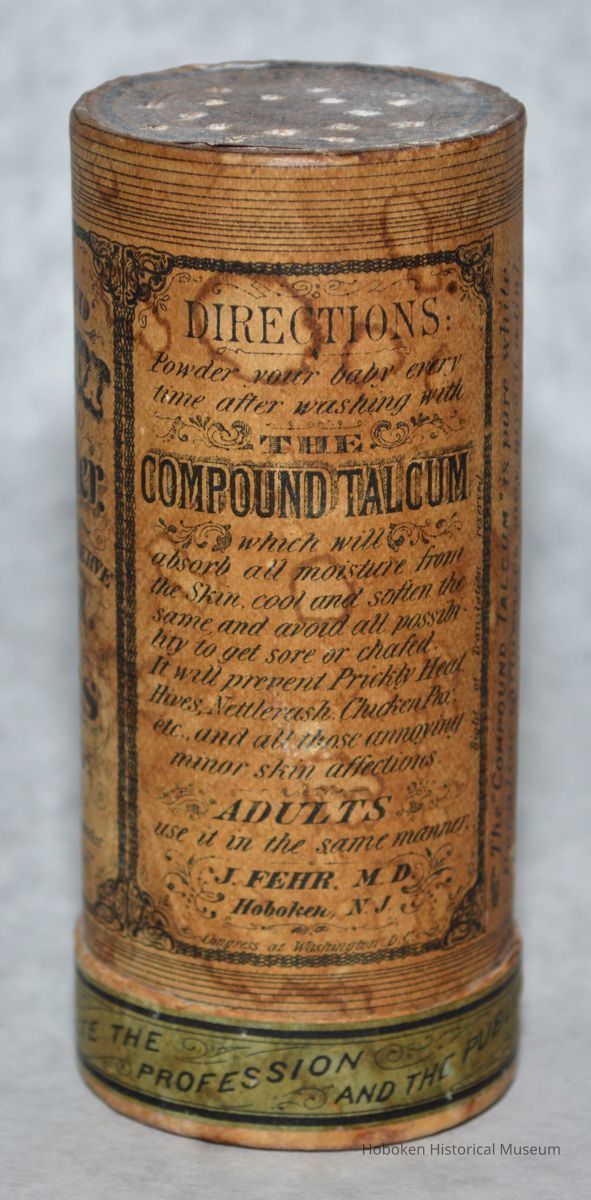 DIRECTIONS:
Powder your baby every
time after washing with
THE
COMPOUND TALCUM
which will
absorb all moisture from
the Skin, cool and soften the
same, and avoid all possibi-
lity to get sore or chafed.
It will prevent Prickly Heat,
Hives, Nettlerash, Chicken Pox,
etc., and all those annoying
minor skin affections.
ADULTS
use it in the same manner.
J. FEHR, M.D.
Hoboken, N.J.
Congress at Washington D.C.
THE
PROFESSION
AND THE
The "COMPOUND TALCUM" is pure white,
Hoboken Historical Museum